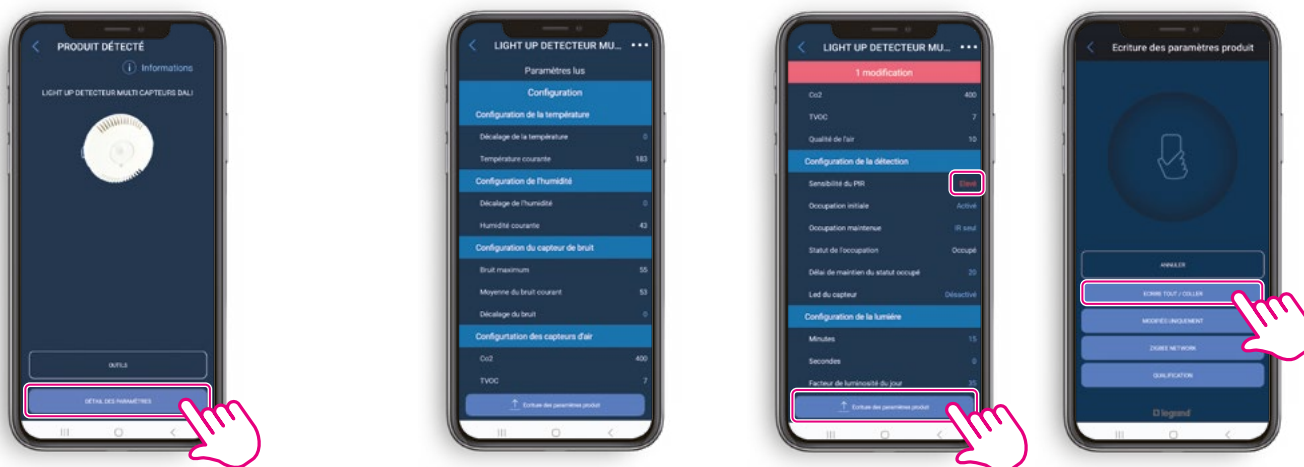 PRODUIT DÉTECTÉ
Informations
LIGHT UP DETECTEUR MULTI CAPTEURS DALI
OUTILS
DÉTAIL DES PARAMÈTRES
LIGHT UP DETECTEUR MU... •••
Paramètres lus
Configuration
Configuration de la température
Décalage de la température 0
Température courante 183
Configuration de l'humidité
Décalage de l'humidité 0
Humidité courante 43
Configuration du capteur de bruit
Bruit maximum 55
Moyenne du bruit courant 53
Décalage du bruit 0
Configurtation des capteurs d'air
Co2 400
TVOC 7
Ecriture des paramètres produit
LIGHT UP DETECTEUR MU... •••
1 modification
Co2 400
TVOC 7
Qualité de l'air 10
Configuration de la détection
Sensibilité du PIR Elevé
Occupation initiale Activé
Occupation maintenue IR seul
Statut de l'occupation Occupé
Délai de maintien du statut occupé 20
Led du capteur Désactivé
Configuration de la lumière
Minutes 15
Secondes 0
Facteur de luminosité du jour 35
Ecriture des paramètres produit
Ecriture des paramètres produit
ANNULER
ECRIRE TOUT / COLLER
MODIFIÉS UNIQUEMENT
ZIGBEE NETWORK
QUALIFICATION
legrand